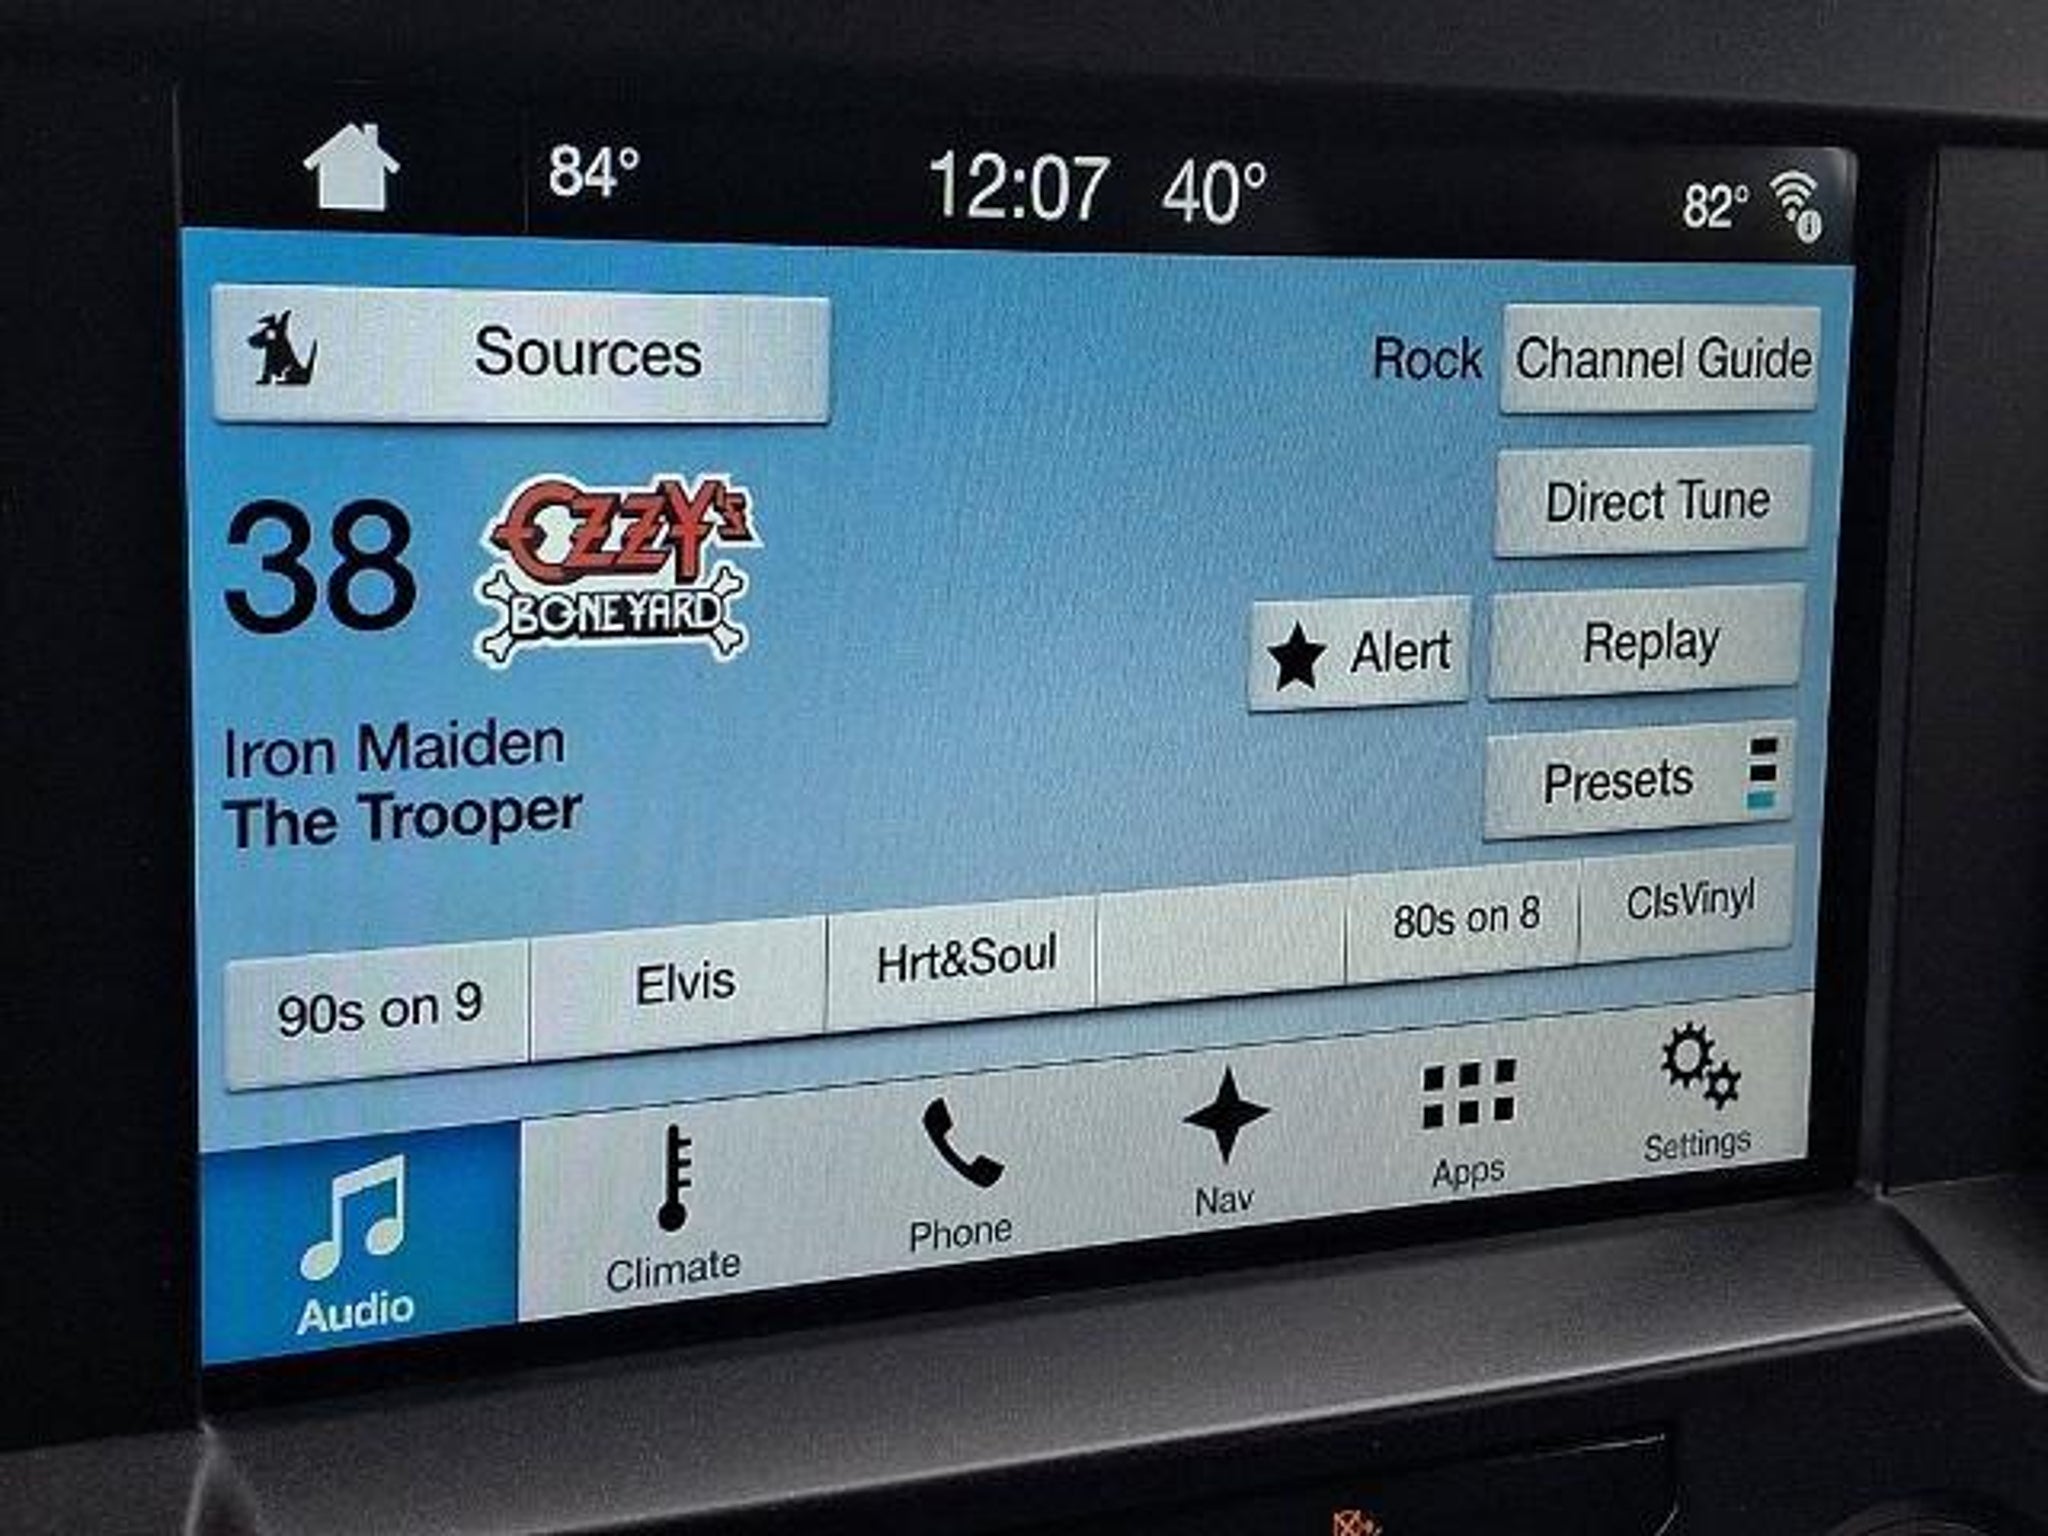 84° 12:07 40° 82°
Sources
Rock Channel Guide
Direct Tune
38 OZZY'S BONEYARD
Alert Replay
Iron Maiden
The Trooper
Presets
90s on 9 Elvis Hrt&Soul 80s on 8 ClsVinyl
Audio Climate Phone Nav Apps Settings